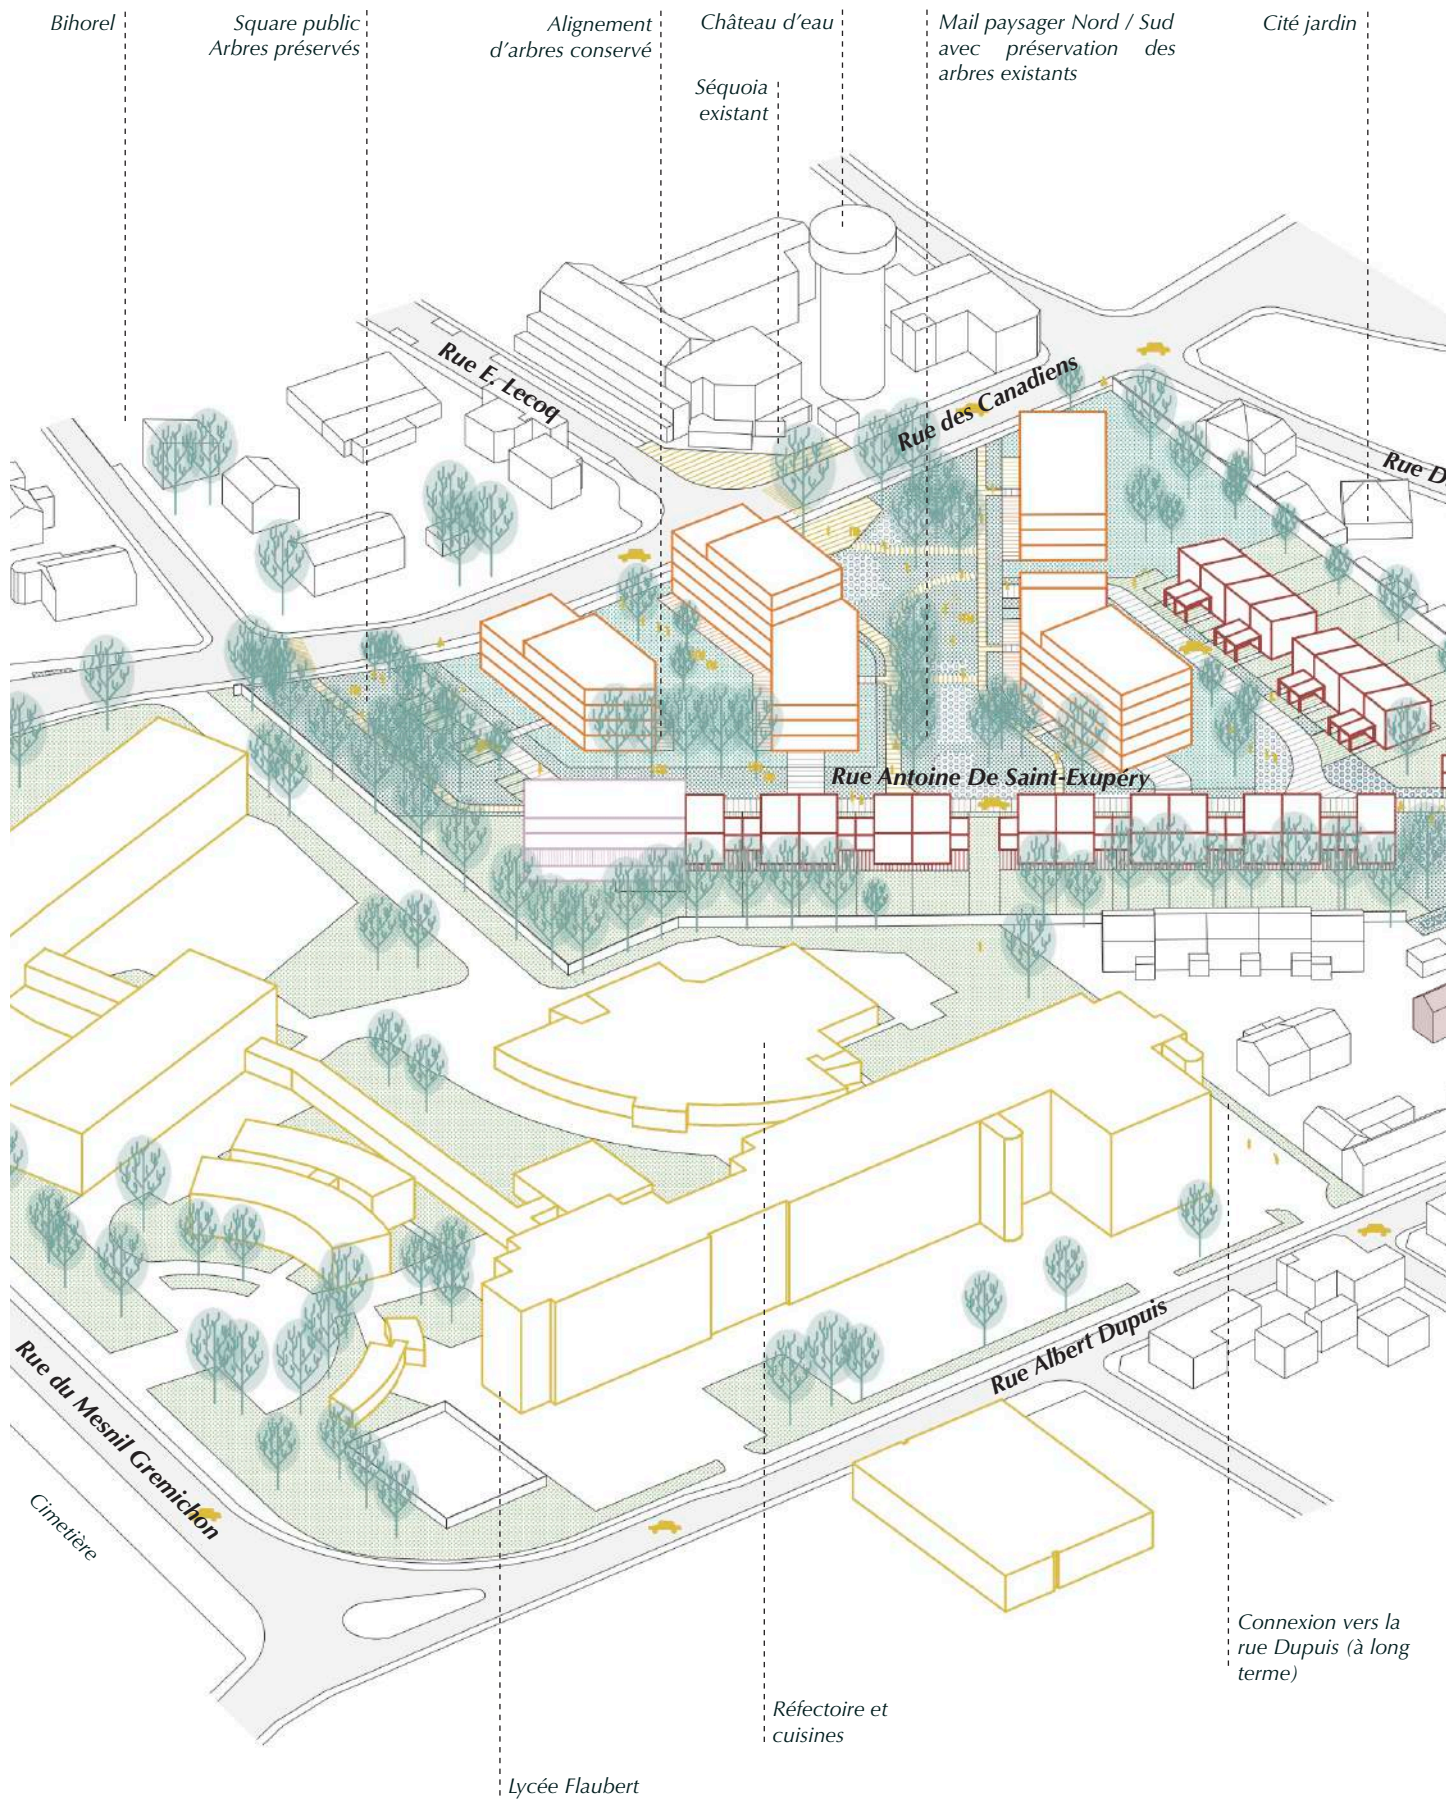 Bihorel
Square public
Arbres préservés
Alignement
d'arbres conservé
Château d'eau
Séquoia
existant
Mail paysager Nord / Sud
avec préservation des
arbres existants
Cité jardin
Rue E. Lecoq
Rue des Canadiens
Rue D
Rue Antoine De Saint-Exupéry
Rue du Mesnil Gremichon
Cimetière
Rue Albert Dupuis
Connexion vers la
rue Dupuis (à long
terme)
Réfectoire et
cuisines
Lycée Flaubert